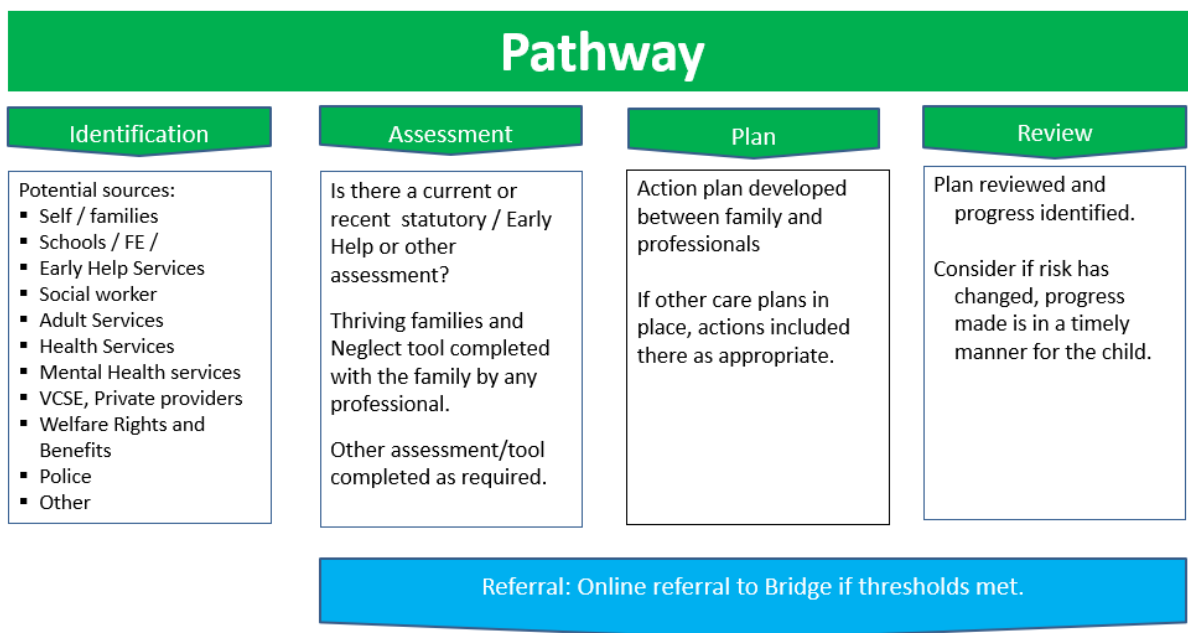 Pathway
Identification
Potential sources:
▪ Self / families
▪ Schools / FE /
▪ Early Help Services
▪ Social worker
▪ Adult Services
▪ Health Services
▪ Mental Health services
▪ VCSE, Private providers
▪ Welfare Rights and
Benefits
▪ Police
▪ Other
Assessment
Is there a current or
recent statutory / Early
Help or other
assessment?
Thriving families and
Neglect tool completed
with the family by any
professional.
Other assessment/tool
completed as required.
Plan
Action plan developed
between family and
professionals
If other care plans in
place, actions included
there as appropriate.
Review
Plan reviewed and
progress identified.
Consider if risk has
changed, progress
made is in a timely
manner for the child.
Referral: Online referral to Bridge if thresholds met.